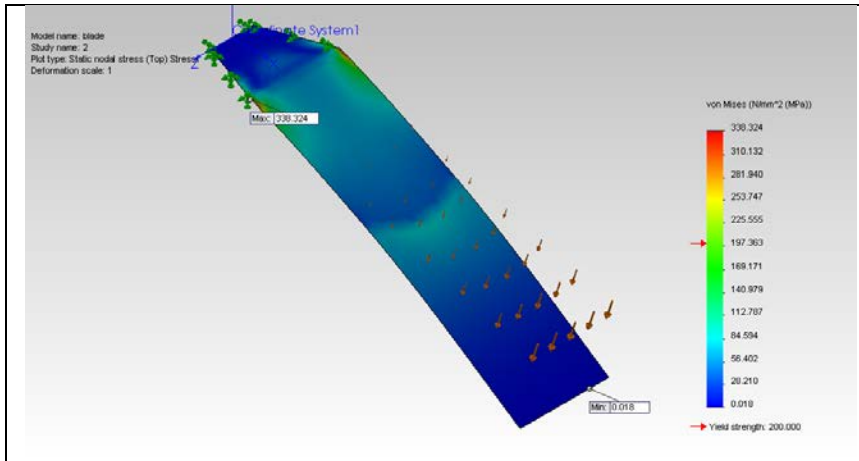 Coordinate System1
Model name: blade
Study name: 2
Plot type: Static nodal stress (Top) Stress
Deformation scale: 1
Z
Max: 338.324
von Mises (N/mm^2 (MPa))
338.324
310.132
281.940
253.747
225.555
197.363
169.171
140.979
112.787
84.594
56.402
28.210
0.018
Yield strength: 200.000
Min: 0.018